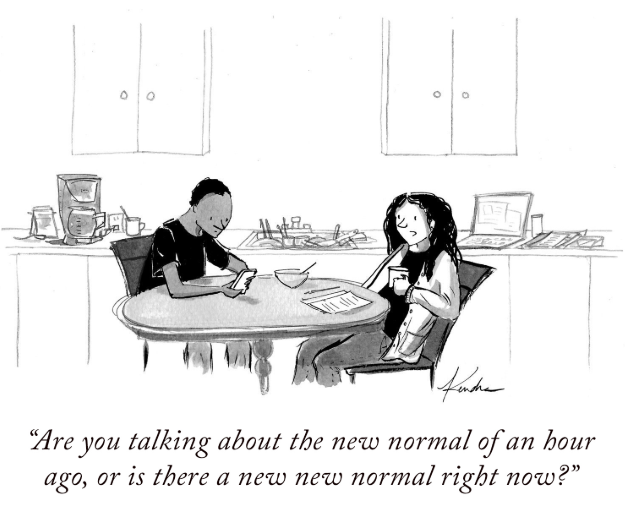 Kendra
“Are you talking about the new normal of an hour
ago, or is there a new new normal right now?”